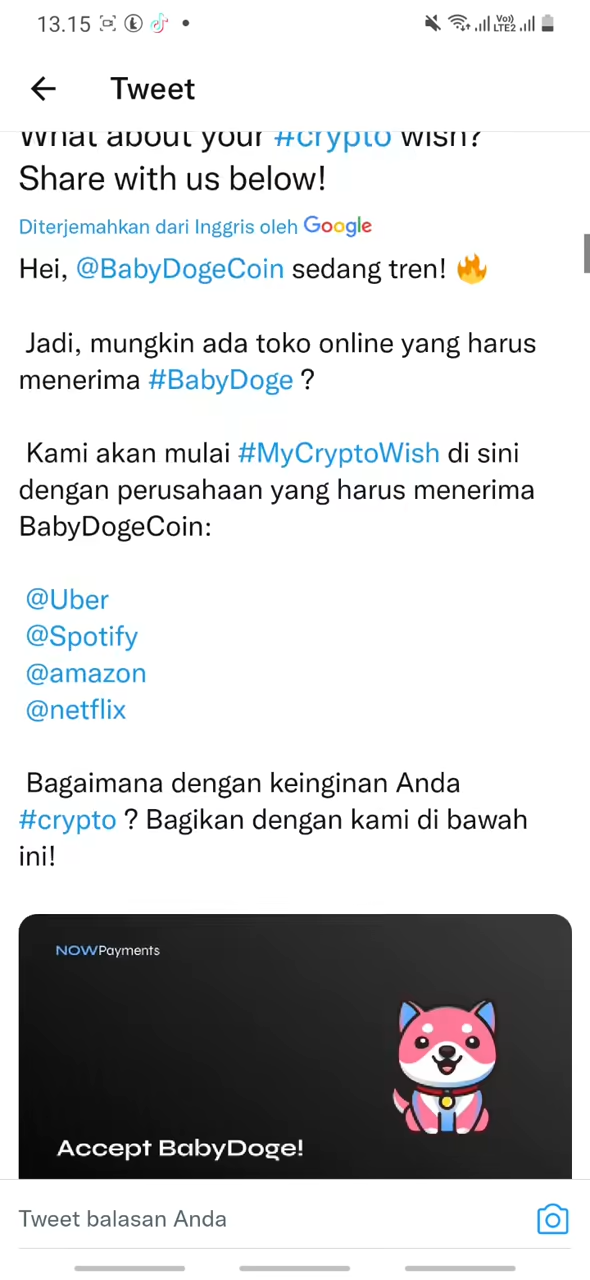 13.15
Vo))
LTE2
Tweet
What about your #crypto wish?
Share with us below!
Diterjemahkan dari Inggris oleh Google
Hei, @BabyDogeCoin sedang tren! 🔥
Jadi, mungkin ada toko online yang harus
menerima #BabyDoge ?
Kami akan mulai #MyCryptoWish di sini
dengan perusahaan yang harus menerima
BabyDogeCoin:
@Uber
@Spotify
@amazon
@netflix
Bagaimana dengan keinginan Anda
#crypto ? Bagikan dengan kami di bawah
ini!
NOWPayments
Accept BabyDoge!
Tweet balasan Anda